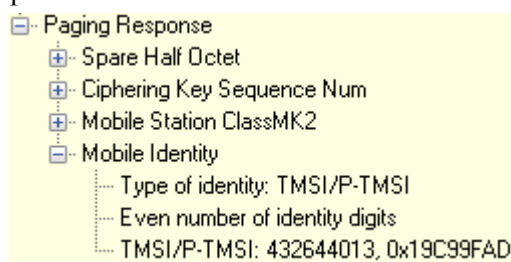 Paging Response
Spare Half Octet
Ciphering Key Sequence Num
Mobile Station ClassMK2
Mobile Identity
Type of identity: TMSI/P-TMSI
Even number of identity digits
TMSI/P-TMSI: 432644013, 0x19C99FAD